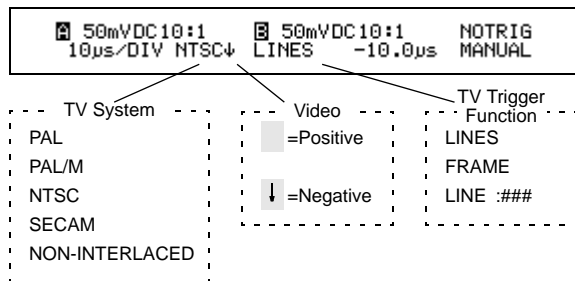 A 50mVDC10:1 B 50mVDC10:1 NOTRIG
10µs/DIV NTSC↓ LINES -10.0µs MANUAL
TV System
PAL
PAL/M
NTSC
SECAM
NON-INTERLACED
Video
=Positive
↓ =Negative
TV Trigger
Function
LINES
FRAME
LINE :###